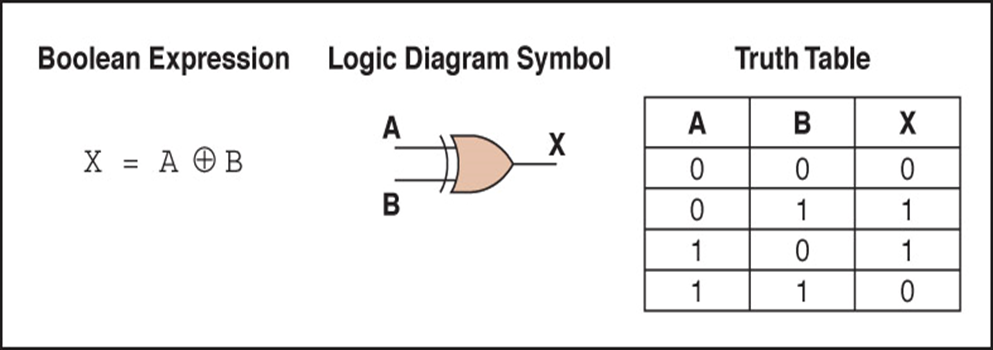 Boolean Expression
Logic Diagram Symbol
Truth Table
X = A ⊕ B
A
B
X
A B X
0 0 0
0 1 1
1 0 1
1 1 0